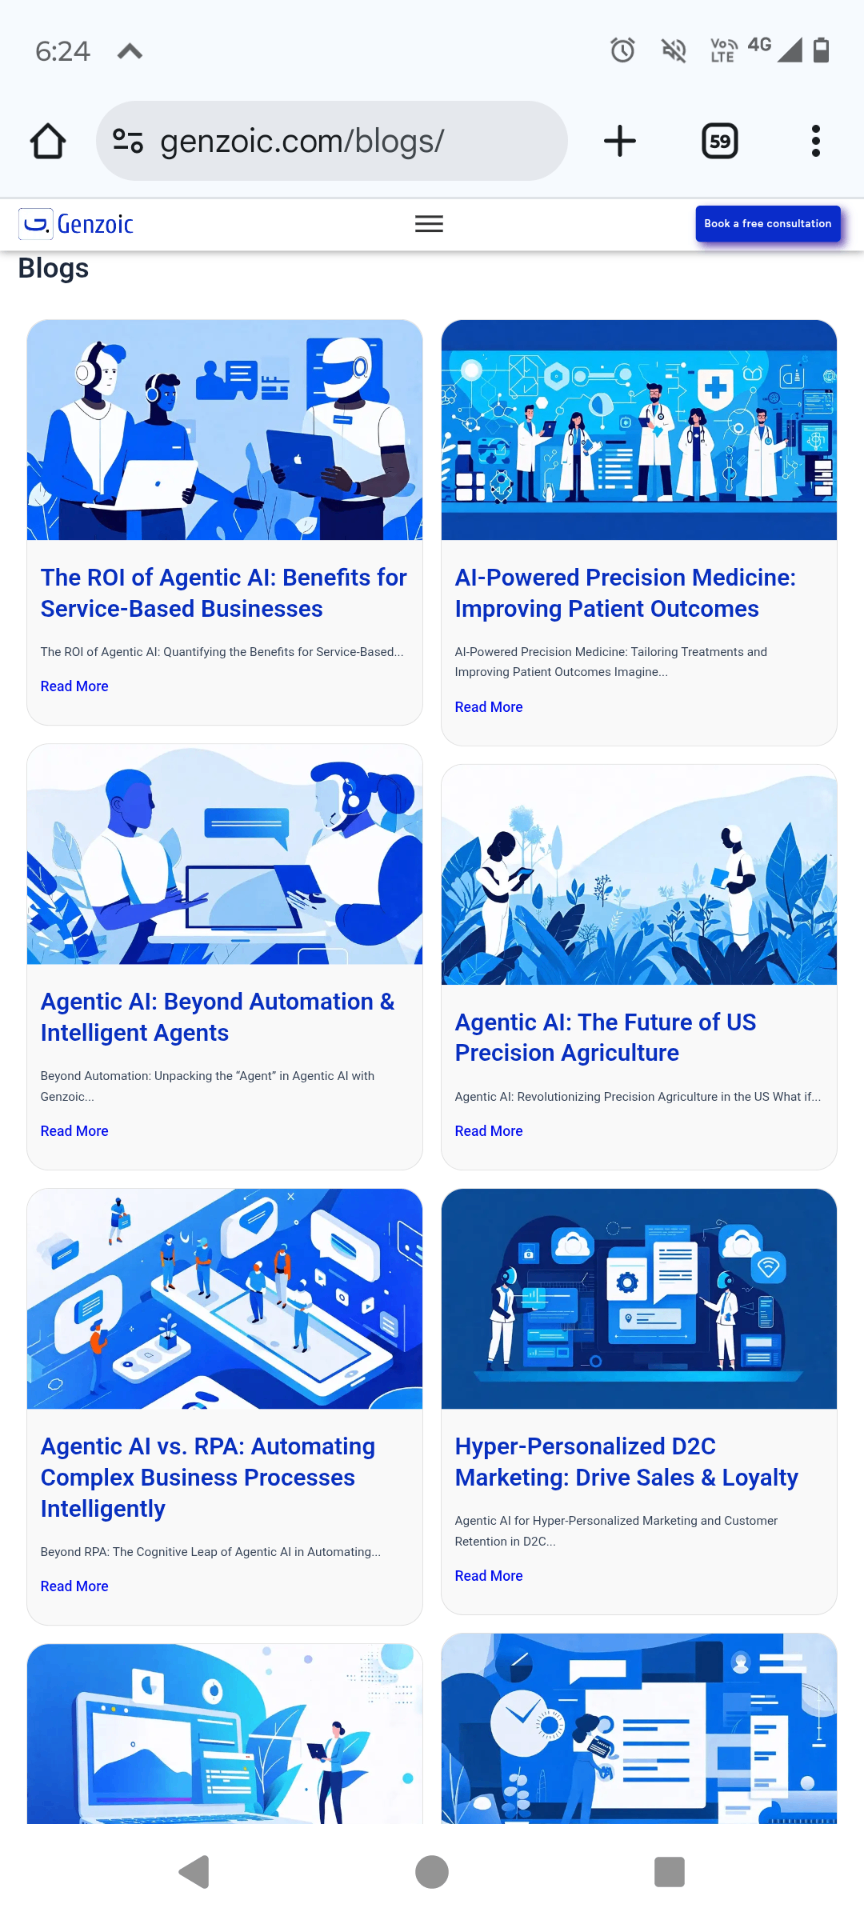 6:24
Vo
LTE
4G
genzoic.com/blogs/
59
Genzoic
Book a free consultation
Blogs
The ROI of Agentic AI: Benefits for
Service-Based Businesses
The ROI of Agentic AI: Quantifying the Benefits for Service-Based...
Read More
AI-Powered Precision Medicine:
Improving Patient Outcomes
AI-Powered Precision Medicine: Tailoring Treatments and
Improving Patient Outcomes Imagine...
Read More
Agentic AI: Beyond Automation &
Intelligent Agents
Beyond Automation: Unpacking the “Agent” in Agentic AI with
Genzoic...
Read More
Agentic AI: The Future of US
Precision Agriculture
Agentic AI: Revolutionizing Precision Agriculture in the US What if...
Read More
Agentic AI vs. RPA: Automating
Complex Business Processes
Intelligently
Beyond RPA: The Cognitive Leap of Agentic AI in Automating...
Read More
Hyper-Personalized D2C
Marketing: Drive Sales & Loyalty
Agentic AI for Hyper-Personalized Marketing and Customer
Retention in D2C...
Read More